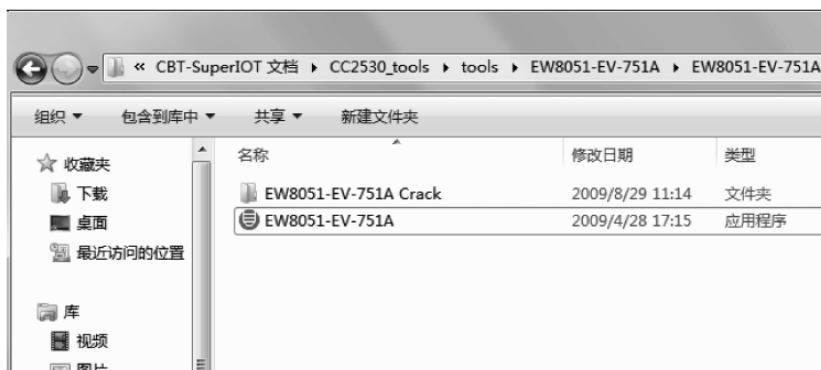 « CBT-SuperIOT 文档 ▸ CC2530_tools ▸ tools ▸ EW8051-EV-751A ▸ EW8051-EV-751A
组织 ▼ 包含到库中 ▼ 共享 ▼ 新建文件夹
收藏夹
下载
桌面
最近访问的位置
库
视频
图片
名称 修改日期 类型
EW8051-EV-751A Crack 2009/8/29 11:14 文件夹
EW8051-EV-751A 2009/4/28 17:15 应用程序